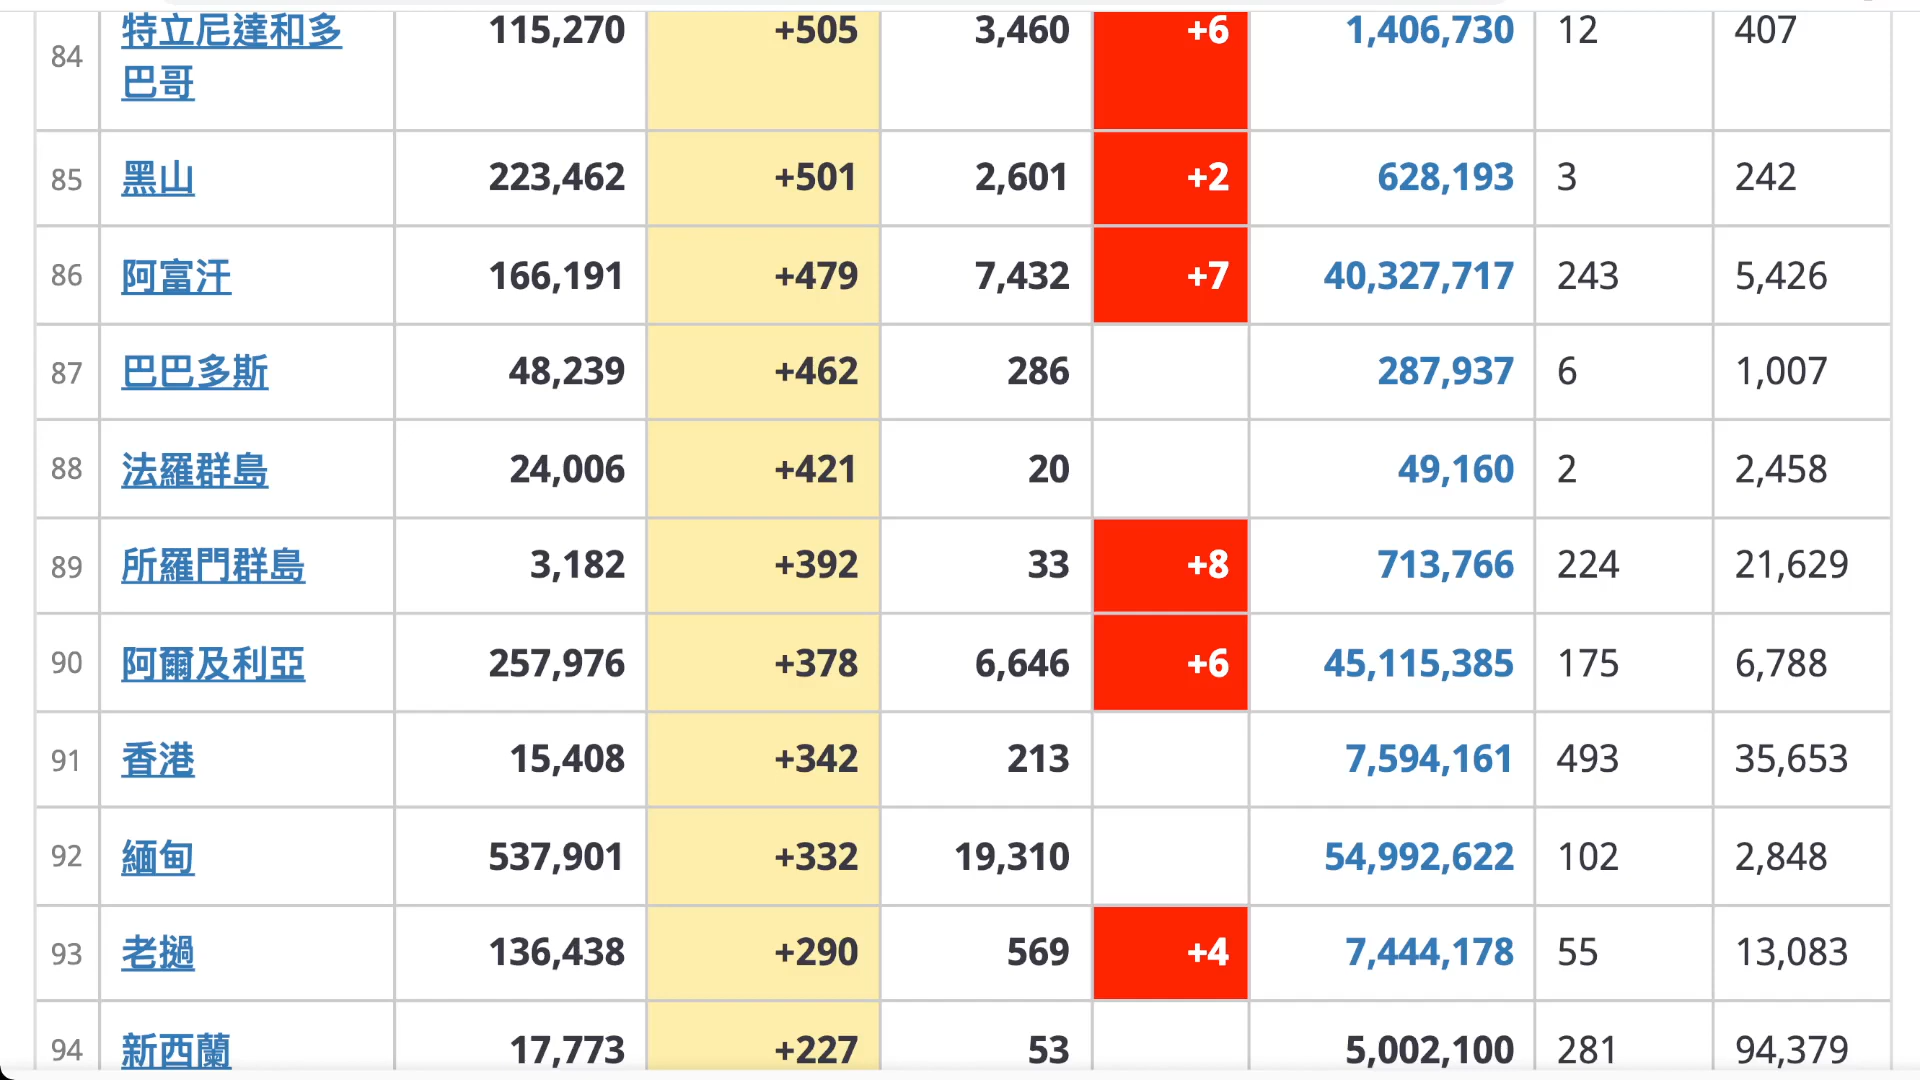 84 特立尼達和多巴哥 115,270 +505 3,460 +6 1,406,730 12 407
85 黑山 223,462 +501 2,601 +2 628,193 3 242
86 阿富汗 166,191 +479 7,432 +7 40,327,717 243 5,426
87 巴巴多斯 48,239 +462 286 287,937 6 1,007
88 法羅群島 24,006 +421 20 49,160 2 2,458
89 所羅門群島 3,182 +392 33 +8 713,766 224 21,629
90 阿爾及利亞 257,976 +378 6,646 +6 45,115,385 175 6,788
91 香港 15,408 +342 213 7,594,161 493 35,653
92 緬甸 537,901 +332 19,310 54,992,622 102 2,848
93 老撾 136,438 +290 569 +4 7,444,178 55 13,083
94 新西蘭 17,773 +227 53 5,002,100 281 94,379